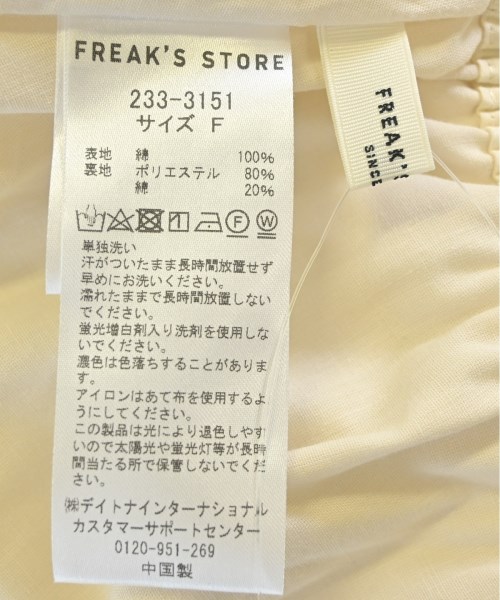 FREAK'S STORE
233-3151
サイズ F
表地 綿 100%
裏地 ポリエステル 80%
綿 20%
F W
単独洗い
汗がついたまま長時間放置せず
早めにお洗いください。
濡れたままで長時間放置しない
でください。
蛍光増白剤入り洗剤を使用しな
いでください。
濃色は色落ちすることがありま
す。
アイロンはあて布を使用するよ
うにしてください。
この製品は光により退色しやす
いので太陽光や蛍光灯等が長時
間当たる所で保管しないでくだ
さい。
㈱デイトナインターナショナル
カスタマーサポートセンター
0120-951-269
中国製
FREAK'S
SINCE